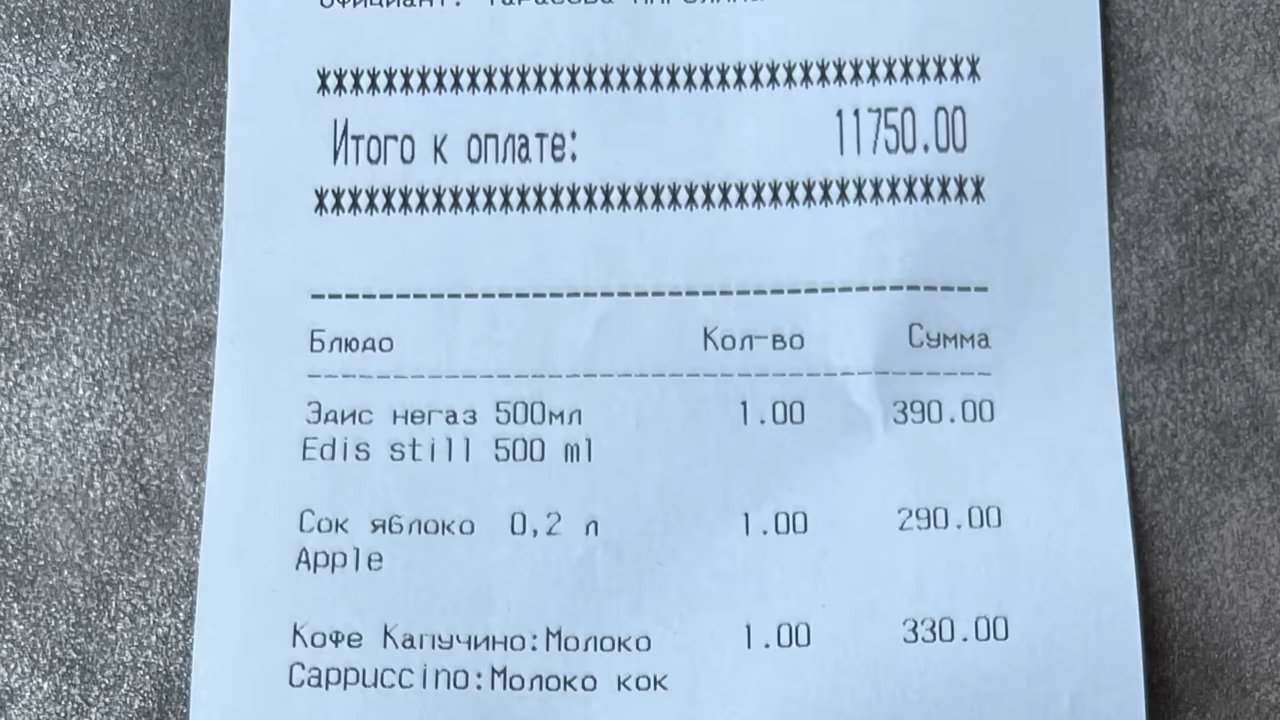 Официант: Тарасова
****************************************
Итого к оплате: 11750.00
****************************************
-----------------------------------------
Блюдо Кол-во Сумма
-----------------------------------------
Эдис негаз 500мл 1.00 390.00
Edis still 500 ml
Сок яблоко 0,2 л 1.00 290.00
Apple
Кофе Капучино:Молоко 1.00 330.00
Cappuccino:Молоко кок